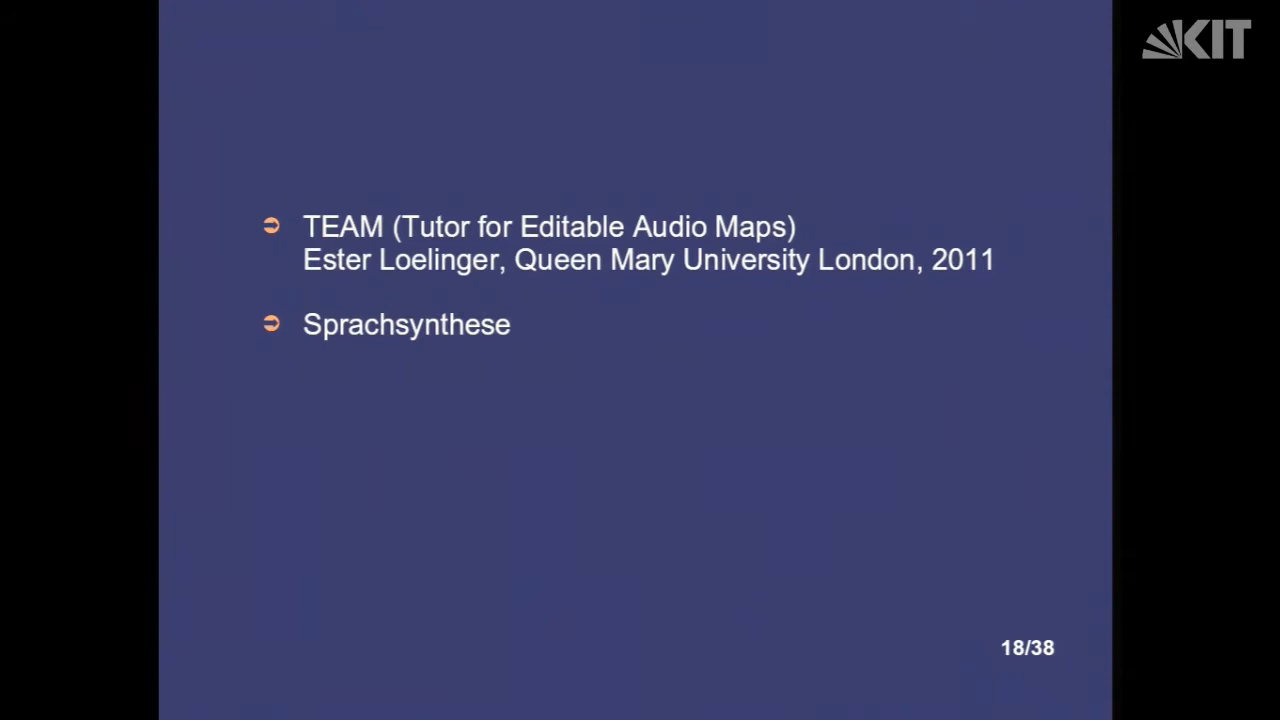 KIT
TEAM (Tutor for Editable Audio Maps)
Ester Loelinger, Queen Mary University London, 2011
Sprachsynthese
18/38